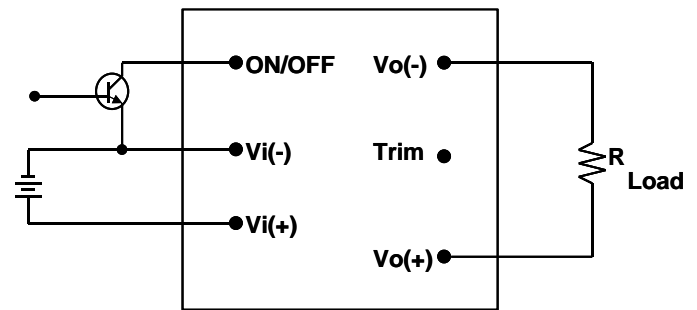 ON/OFF
Vo(-)
Vi(-)
Trim
R
Load
Vi(+)
Vo(+)